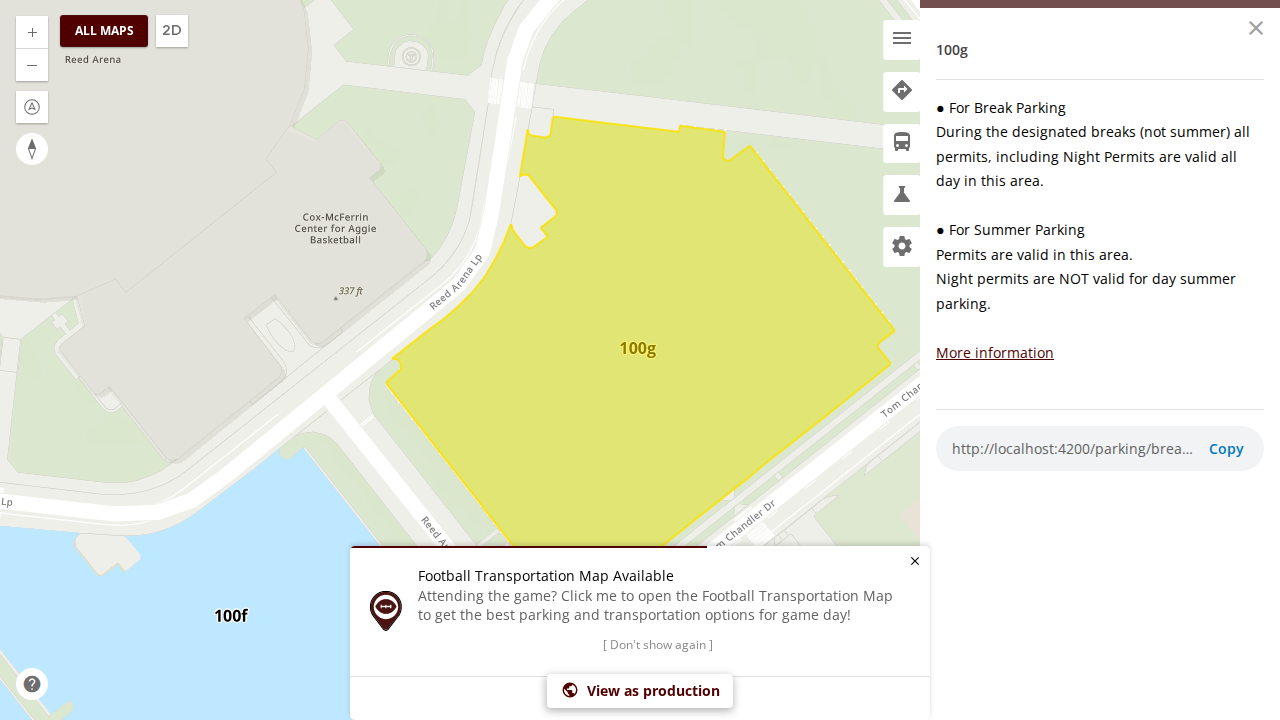 +
ALL MAPS
2D
–
Reed Arena
Cox-McFerrin
Center for Aggie
Basketball
337 ft
Reed Arena Lp
100g
Tom Chan
m Chandler Dr
Lp
Reed Ar
100f
100g
● For Break Parking
During the designated breaks (not summer) all
permits, including Night Permits are valid all
day in this area.
● For Summer Parking
Permits are valid in this area.
Night permits are NOT valid for day summer
parking.
More information
http://localhost:4200/parking/brea...
Copy
Football Transportation Map Available
Attending the game? Click me to open the Football Transportation Map
to get the best parking and transportation options for game day!
[ Don't show again ]
View as production